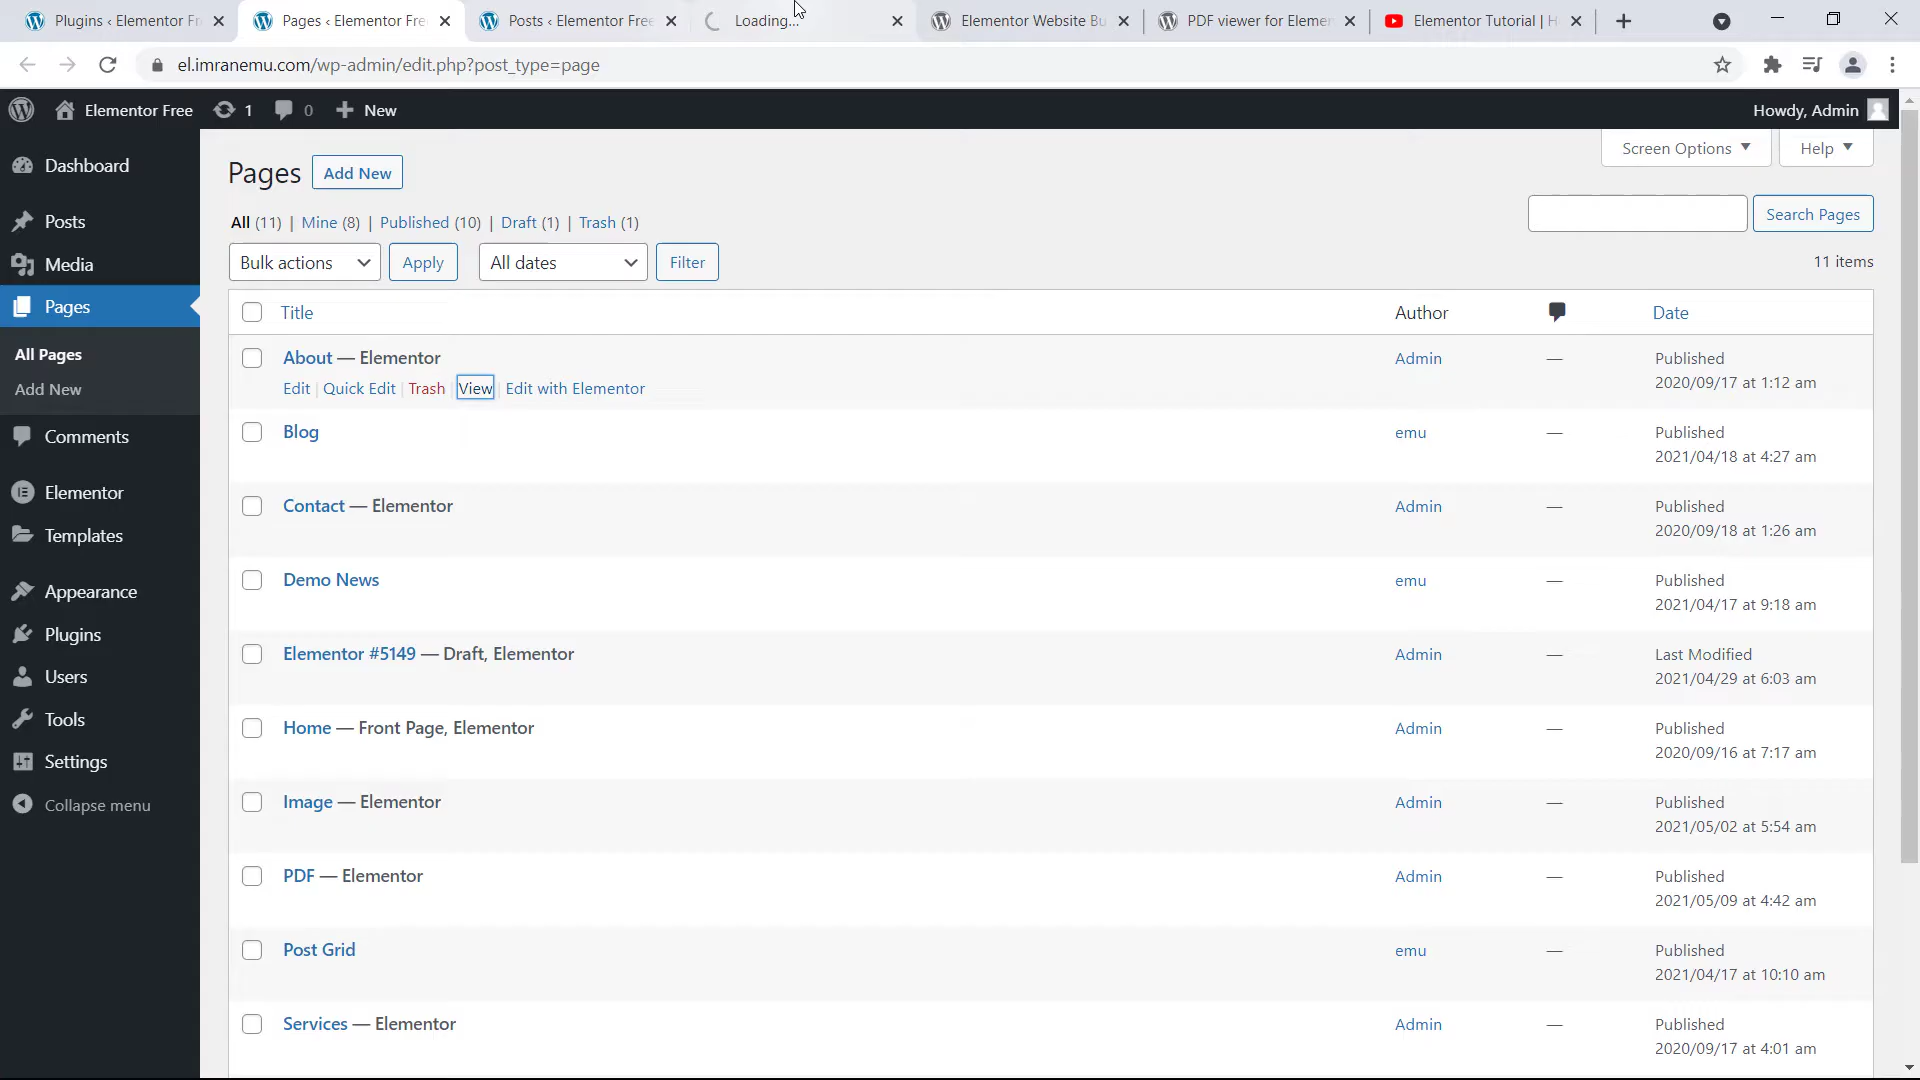 Plugins ‹ Elementor Fr
Pages ‹ Elementor Fre
Posts ‹ Elementor Free
Loading...
Elementor Website Bu
PDF viewer for Elemen
Elementor Tutorial | H
el.imranemu.com/wp-admin/edit.php?post_type=page
Elementor Free
1
0
New
Howdy, Admin
Dashboard
Posts
Media
Pages
All Pages
Add New
Comments
Elementor
Templates
Appearance
Plugins
Users
Tools
Settings
Collapse menu
Screen Options
Help
Pages
Add New
All (11) | Mine (8) | Published (10) | Draft (1) | Trash (1)
Search Pages
Bulk actions
Apply
All dates
Filter
11 items
Title
Author
Date
About — Elementor
Edit | Quick Edit | Trash | View | Edit with Elementor
Admin
—
Published
2020/09/17 at 1:12 am
Blog
emu
—
Published
2021/04/18 at 4:27 am
Contact — Elementor
Admin
—
Published
2020/09/18 at 1:26 am
Demo News
emu
—
Published
2021/04/17 at 9:18 am
Elementor #5149 — Draft, Elementor
Admin
—
Last Modified
2021/04/29 at 6:03 am
Home — Front Page, Elementor
Admin
—
Published
2020/09/16 at 7:17 am
Image — Elementor
Admin
—
Published
2021/05/02 at 5:54 am
PDF — Elementor
Admin
—
Published
2021/05/09 at 4:42 am
Post Grid
emu
—
Published
2021/04/17 at 10:10 am
Services — Elementor
Admin
—
Published
2020/09/17 at 4:01 am